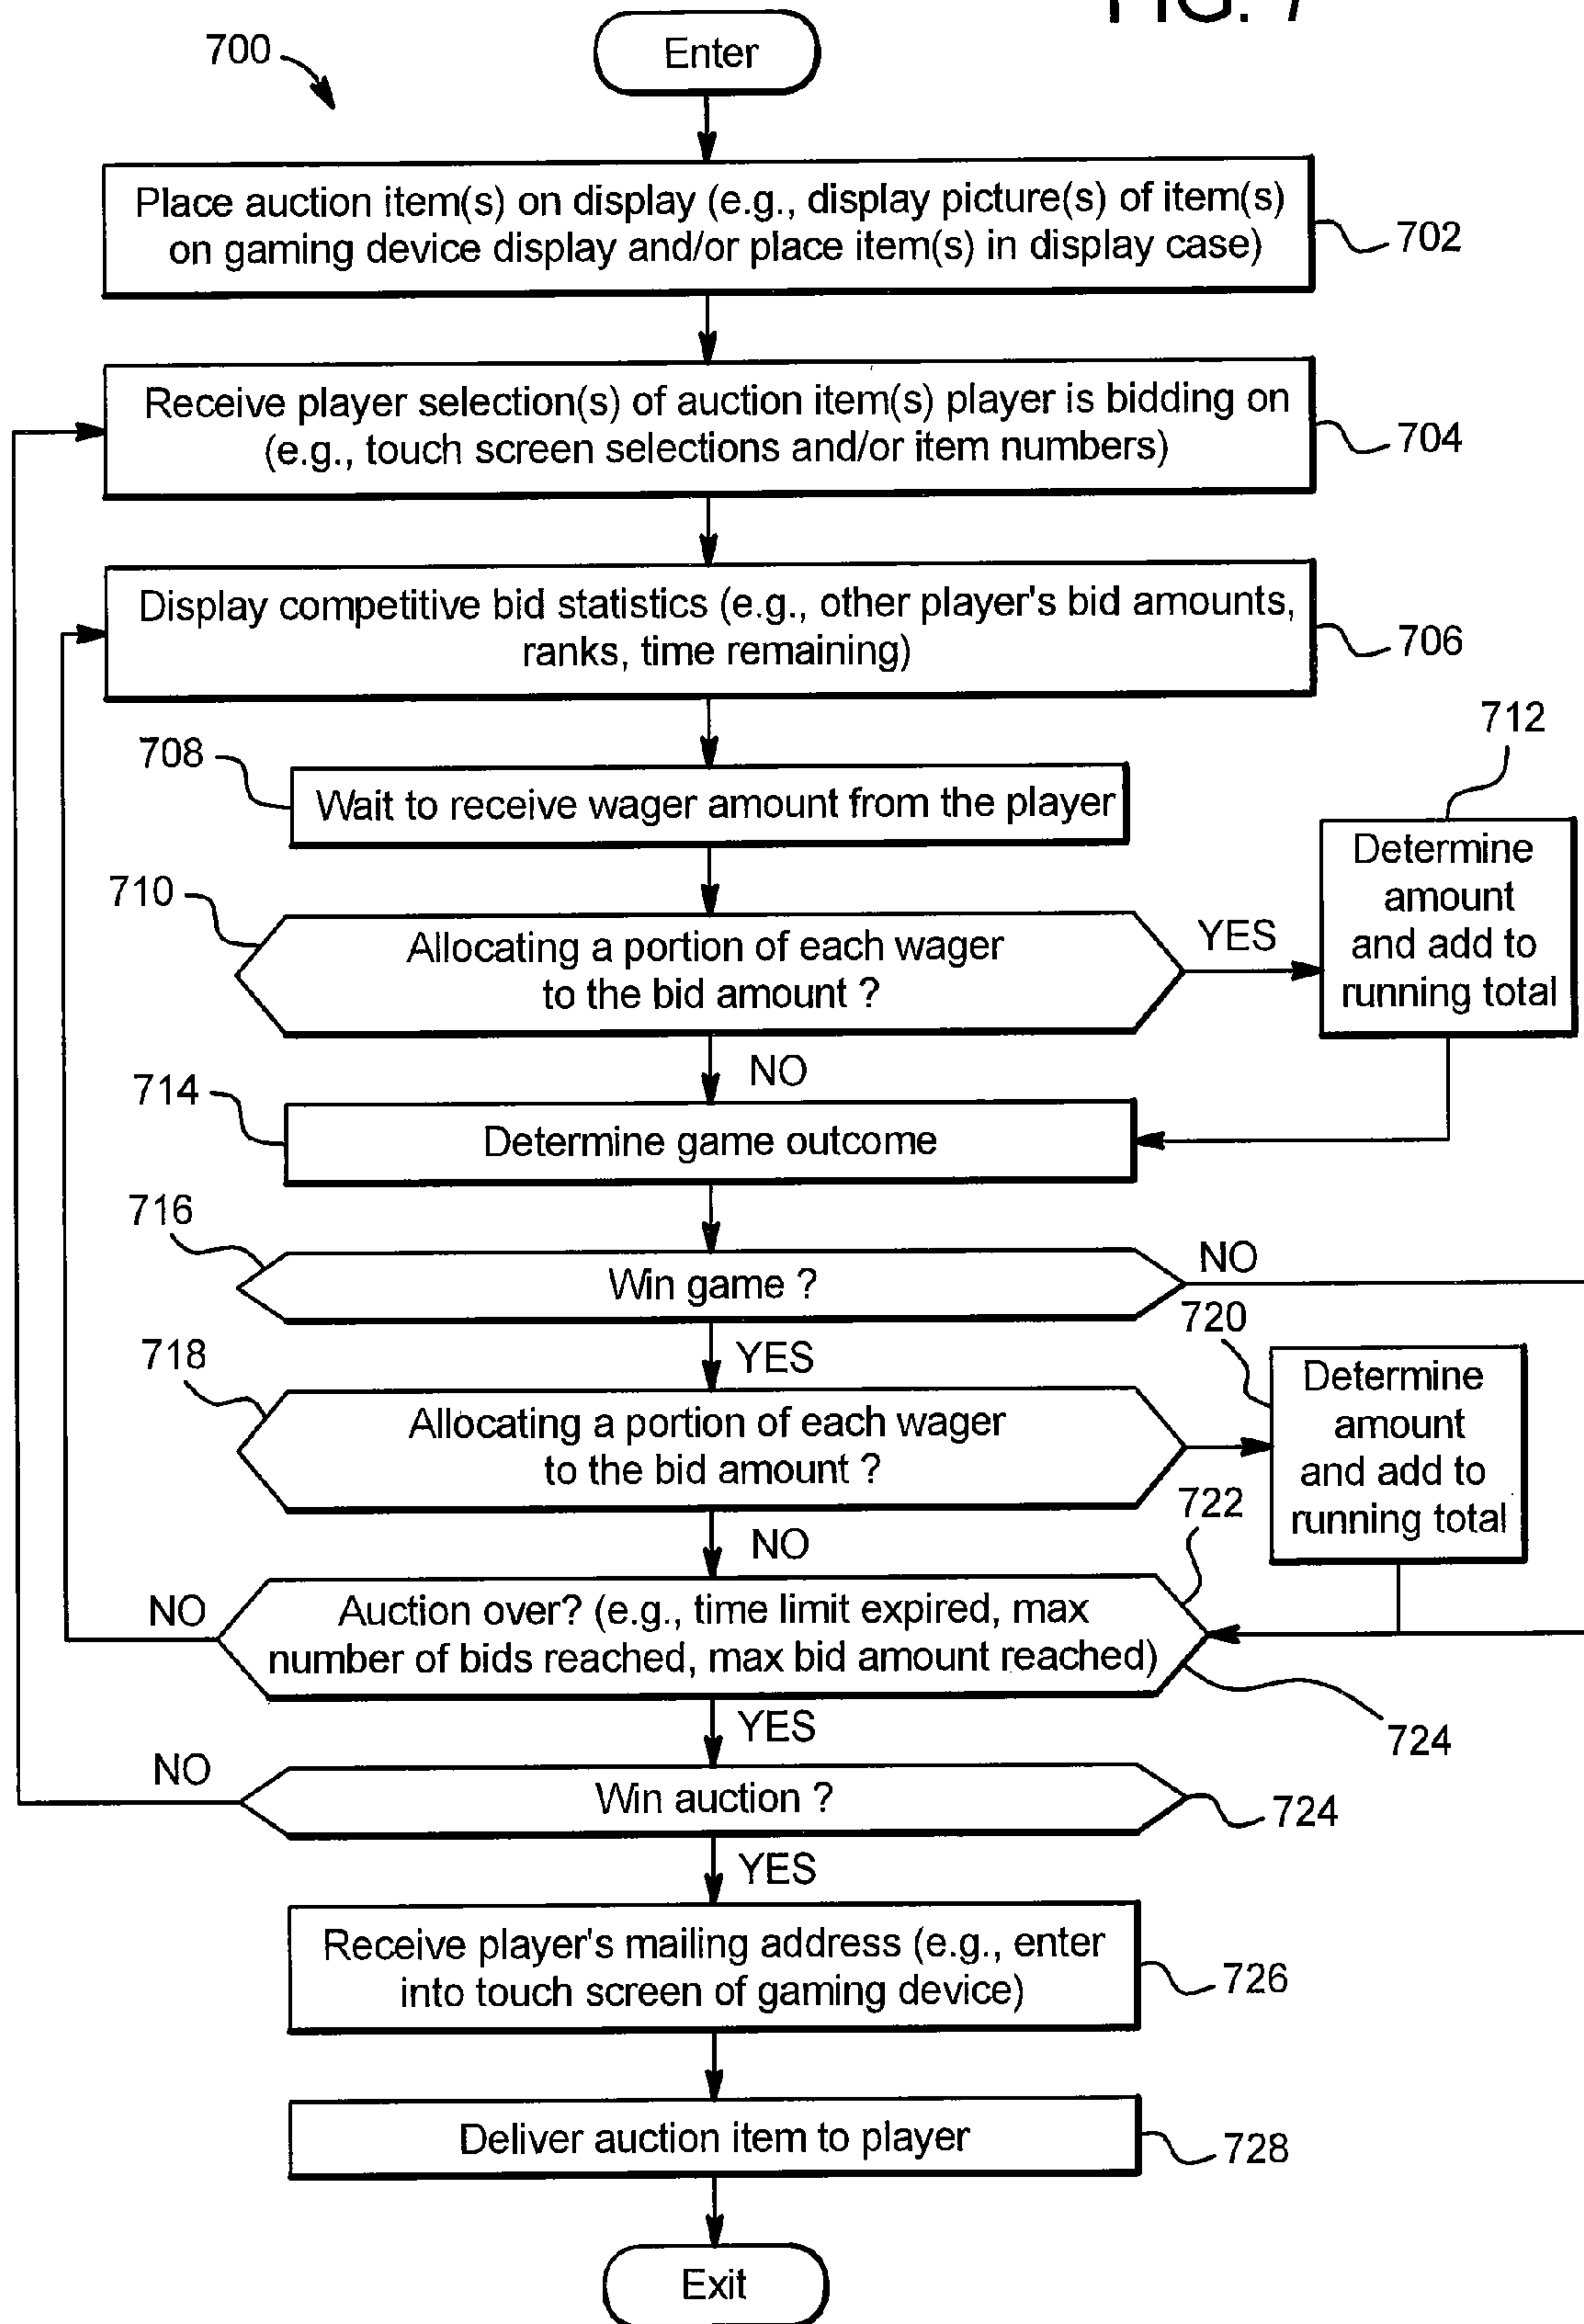 FIG. 7
700
Enter
Place auction item(s) on display (e.g., display picture(s) of item(s)
on gaming device display and/or place item(s) in display case)
702
Receive player selection(s) of auction item(s) player is bidding on
(e.g., touch screen selections and/or item numbers)
704
Display competitive bid statistics (e.g., other player's bid amounts,
ranks, time remaining)
706
708
Wait to receive wager amount from the player
712
Determine
amount
and add to
running total
710
Allocating a portion of each wager
to the bid amount ?
YES
NO
714
Determine game outcome
716
Win game ?
NO
YES
720
Determine
amount
and add to
running total
718
Allocating a portion of each wager
to the bid amount ?
NO
722
Auction over? (e.g., time limit expired, max
number of bids reached, max bid amount reached)
NO
YES
724
Win auction ?
NO
724
YES
Receive player's mailing address (e.g., enter
into touch screen of gaming device)
726
Deliver auction item to player
728
Exit